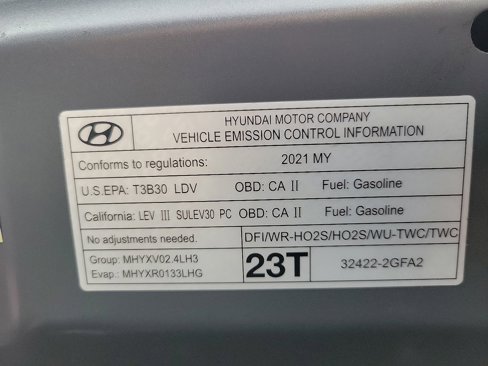 HYUNDAI MOTOR COMPANY
VEHICLE EMISSION CONTROL INFORMATION
Conforms to regulations: 2021 MY
U.S.EPA: T3B30 LDV OBD: CA II Fuel: Gasoline
California: LEV III SULEV30 PC OBD: CA II Fuel: Gasoline
No adjustments needed. DFI/WR-HO2S/HO2S/WU-TWC/TWC
Group: MHYXV02.4LH3
Evap.: MHYXR0133LHG
23T
32422-2GFA2